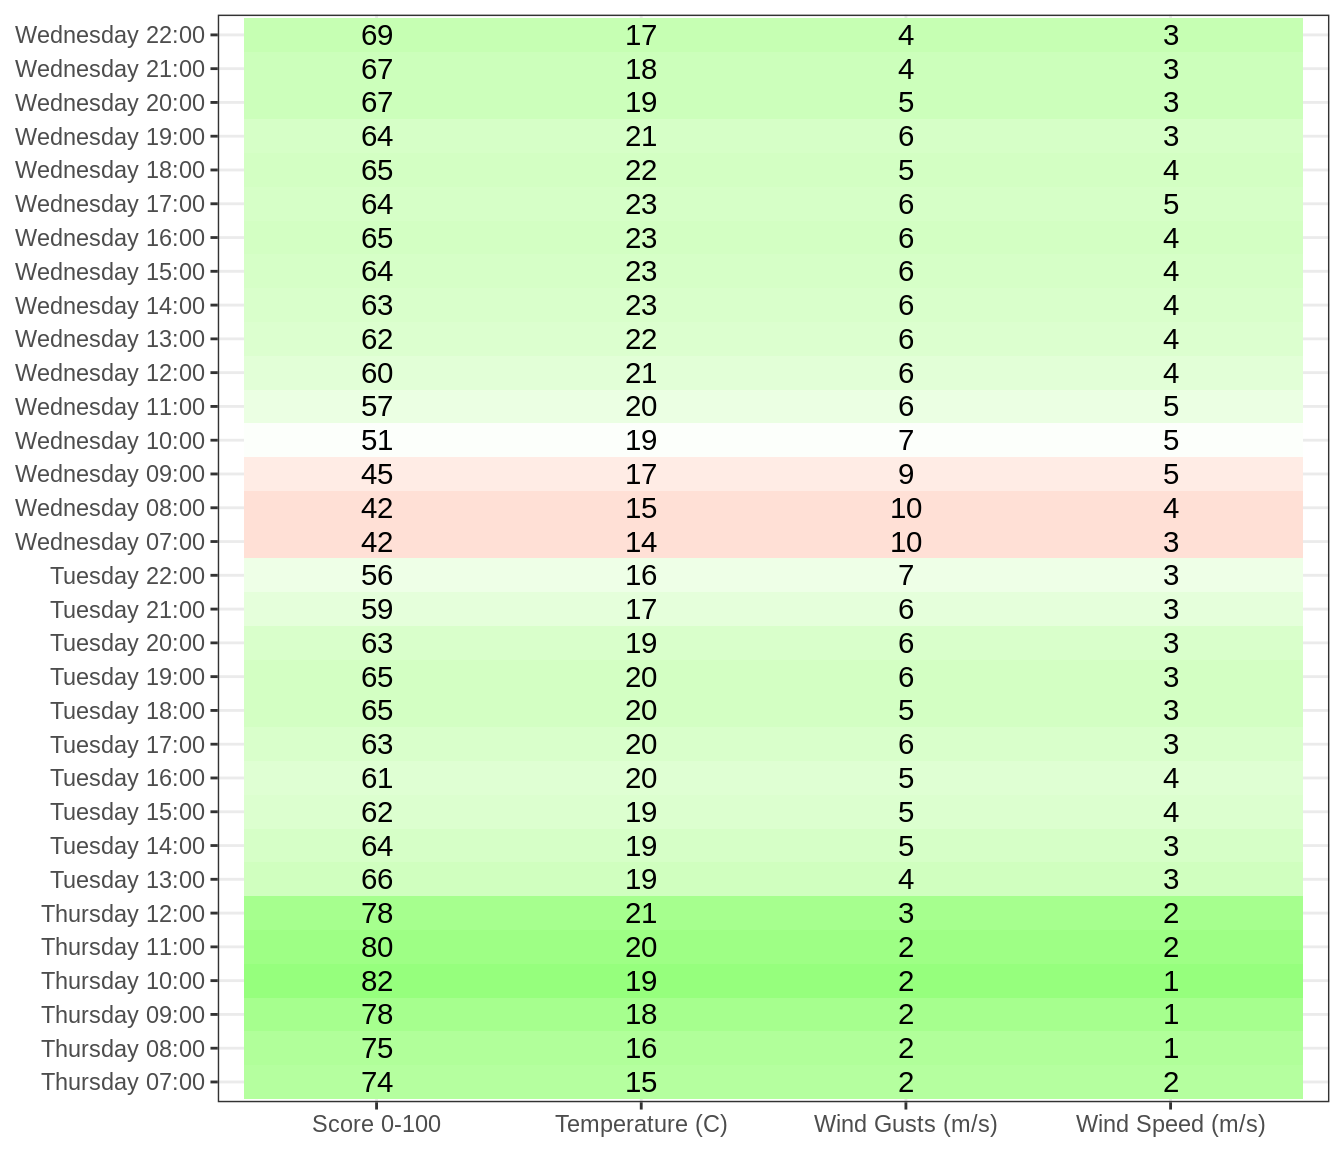 Wednesday 22:00 69 17 4 3
Wednesday 21:00 67 18 4 3
Wednesday 20:00 67 19 5 3
Wednesday 19:00 64 21 6 3
Wednesday 18:00 65 22 5 4
Wednesday 17:00 64 23 6 5
Wednesday 16:00 65 23 6 4
Wednesday 15:00 64 23 6 4
Wednesday 14:00 63 23 6 4
Wednesday 13:00 62 22 6 4
Wednesday 12:00 60 21 6 4
Wednesday 11:00 57 20 6 5
Wednesday 10:00 51 19 7 5
Wednesday 09:00 45 17 9 5
Wednesday 08:00 42 15 10 4
Wednesday 07:00 42 14 10 3
Tuesday 22:00 56 16 7 3
Tuesday 21:00 59 17 6 3
Tuesday 20:00 63 19 6 3
Tuesday 19:00 65 20 6 3
Tuesday 18:00 65 20 5 3
Tuesday 17:00 63 20 6 3
Tuesday 16:00 61 20 5 4
Tuesday 15:00 62 19 5 4
Tuesday 14:00 64 19 5 3
Tuesday 13:00 66 19 4 3
Thursday 12:00 78 21 3 2
Thursday 11:00 80 20 2 2
Thursday 10:00 82 19 2 1
Thursday 09:00 78 18 2 1
Thursday 08:00 75 16 2 1
Thursday 07:00 74 15 2 2
Score 0-100 Temperature (C) Wind Gusts (m/s) Wind Speed (m/s)